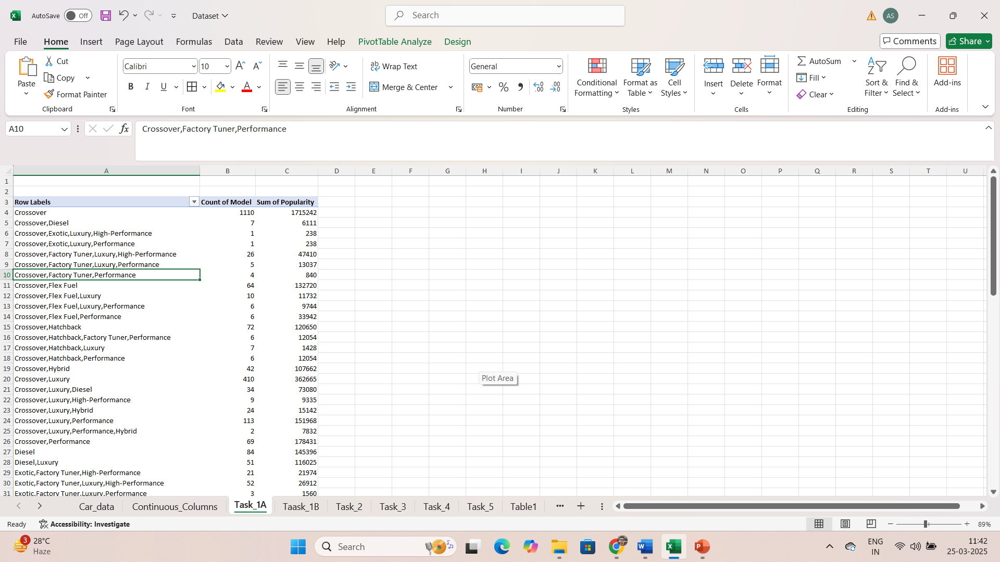 AutoSave Off Dataset Search AS
File Home Insert Page Layout Formulas Data Review View Help PivotTable Analyze Design Comments Share
Paste Cut Copy Format Painter Clipboard
Calibri 10 B I U A Font
Wrap Text Merge & Center Alignment
General % Number
Conditional Formatting Format as Table Cell Styles Styles
Insert Delete Format Cells
AutoSum Fill Clear Sort & Filter Find & Select Editing
Add-ins Add-ins
A10 fx Crossover,Factory Tuner,Performance
A B C D E F G H I J K L M N O P Q R S T U
1
2
3 Row Labels Count of Model Sum of Popularity
4 Crossover 1110 1715242
5 Crossover,Diesel 7 6111
6 Crossover,Exotic,Luxury,High-Performance 1 238
7 Crossover,Exotic,Luxury,Performance 1 238
8 Crossover,Factory Tuner,Luxury,High-Performance 26 47410
9 Crossover,Factory Tuner,Luxury,Performance 5 13037
10 Crossover,Factory Tuner,Performance 4 840
11 Crossover,Flex Fuel 64 132720
12 Crossover,Flex Fuel,Luxury 10 11732
13 Crossover,Flex Fuel,Luxury,Performance 6 9744
14 Crossover,Flex Fuel,Performance 6 33942
15 Crossover,Hatchback 72 120650
16 Crossover,Hatchback,Factory Tuner,Performance 6 12054
17 Crossover,Hatchback,Luxury 7 1428
18 Crossover,Hatchback,Performance 6 12054
19 Crossover,Hybrid 42 107662
20 Crossover,Luxury 410 362665
Plot Area
21 Crossover,Luxury,Diesel 34 73080
22 Crossover,Luxury,High-Performance 9 9335
23 Crossover,Luxury,Hybrid 24 15142
24 Crossover,Luxury,Performance 113 151968
25 Crossover,Luxury,Performance,Hybrid 2 7832
26 Crossover,Performance 69 178431
27 Diesel 84 145396
28 Diesel,Luxury 51 116025
29 Exotic,Factory Tuner,High-Performance 21 21974
30 Exotic,Factory Tuner,Luxury,High-Performance 52 26912
31 Exotic,Factory Tuner,Luxury,Performance 3 1560
Car_data Continuous_Columns Task_1A Taask_1B Task_2 Task_3 Task_4 Task_5 Table1
Ready Accessibility: Investigate 89%
3 28°C Haze Search ENG IN 11:42 25-03-2025